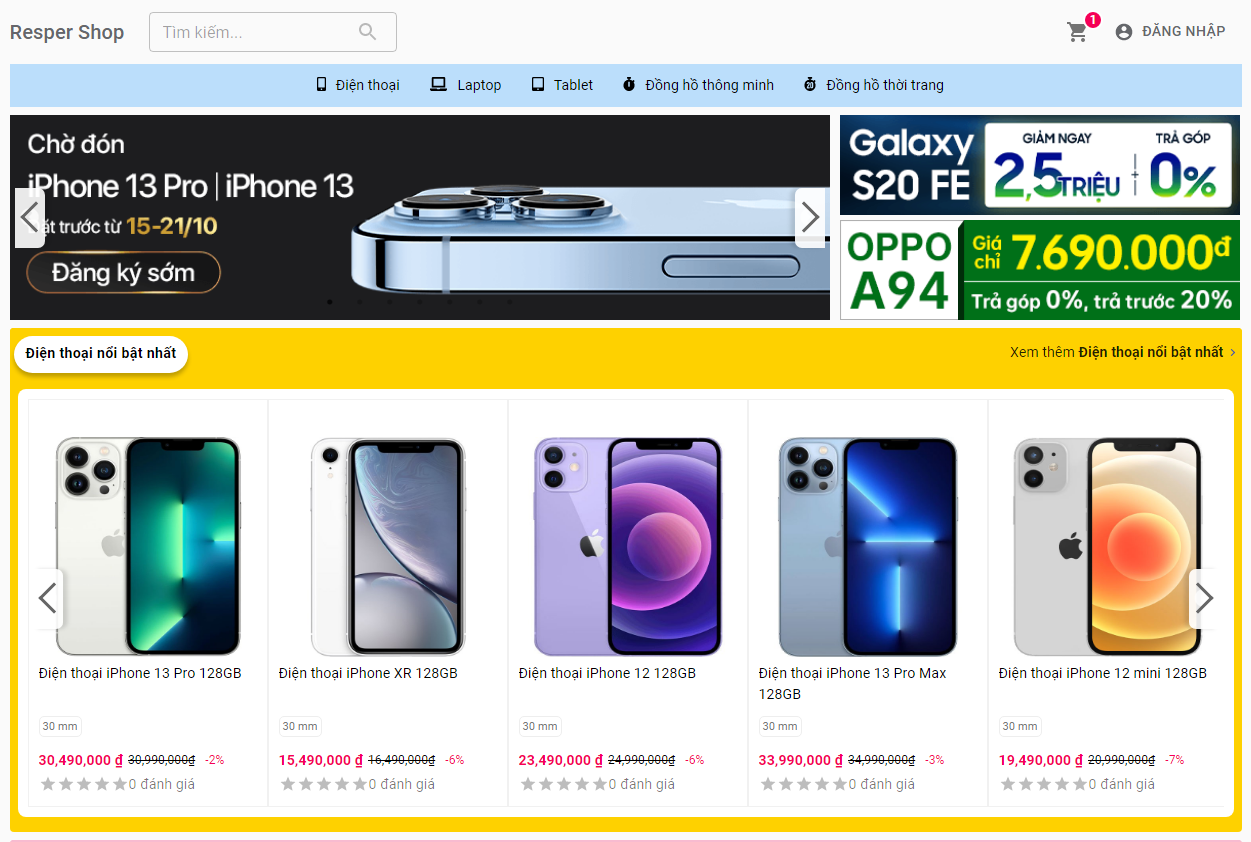 Resper Shop
Tìm kiếm...
1
ĐĂNG NHẬP
Điện thoại
Laptop
Tablet
Đồng hồ thông minh
Đồng hồ thời trang
Chờ đón
iPhone 13 Pro | iPhone 13
trước từ 15-21/10
Đăng ký sớm
Galaxy
S20 FE
GIẢM NGAY
2,5 TRIỆU
+
TRẢ GÓP
0%
OPPO
A94
Giá
chỉ
7.690.000đ
Trả góp 0%, trả trước 20%
Điện thoại nổi bật nhất
Xem thêm Điện thoại nổi bật nhất
Điện thoại iPhone 13 Pro 128GB
30 mm
30,490,000 ₫ 30,990,000₫ -2%
0 đánh giá
Điện thoại iPhone XR 128GB
30 mm
15,490,000 ₫ 16,490,000₫ -6%
0 đánh giá
Điện thoại iPhone 12 128GB
30 mm
23,490,000 ₫ 24,990,000₫ -6%
0 đánh giá
Điện thoại iPhone 13 Pro Max
128GB
30 mm
33,990,000 ₫ 34,990,000₫ -3%
0 đánh giá
Điện thoại iPhone 12 mini 128GB
30 mm
19,490,000 ₫ 20,990,000₫ -7%
0 đánh giá